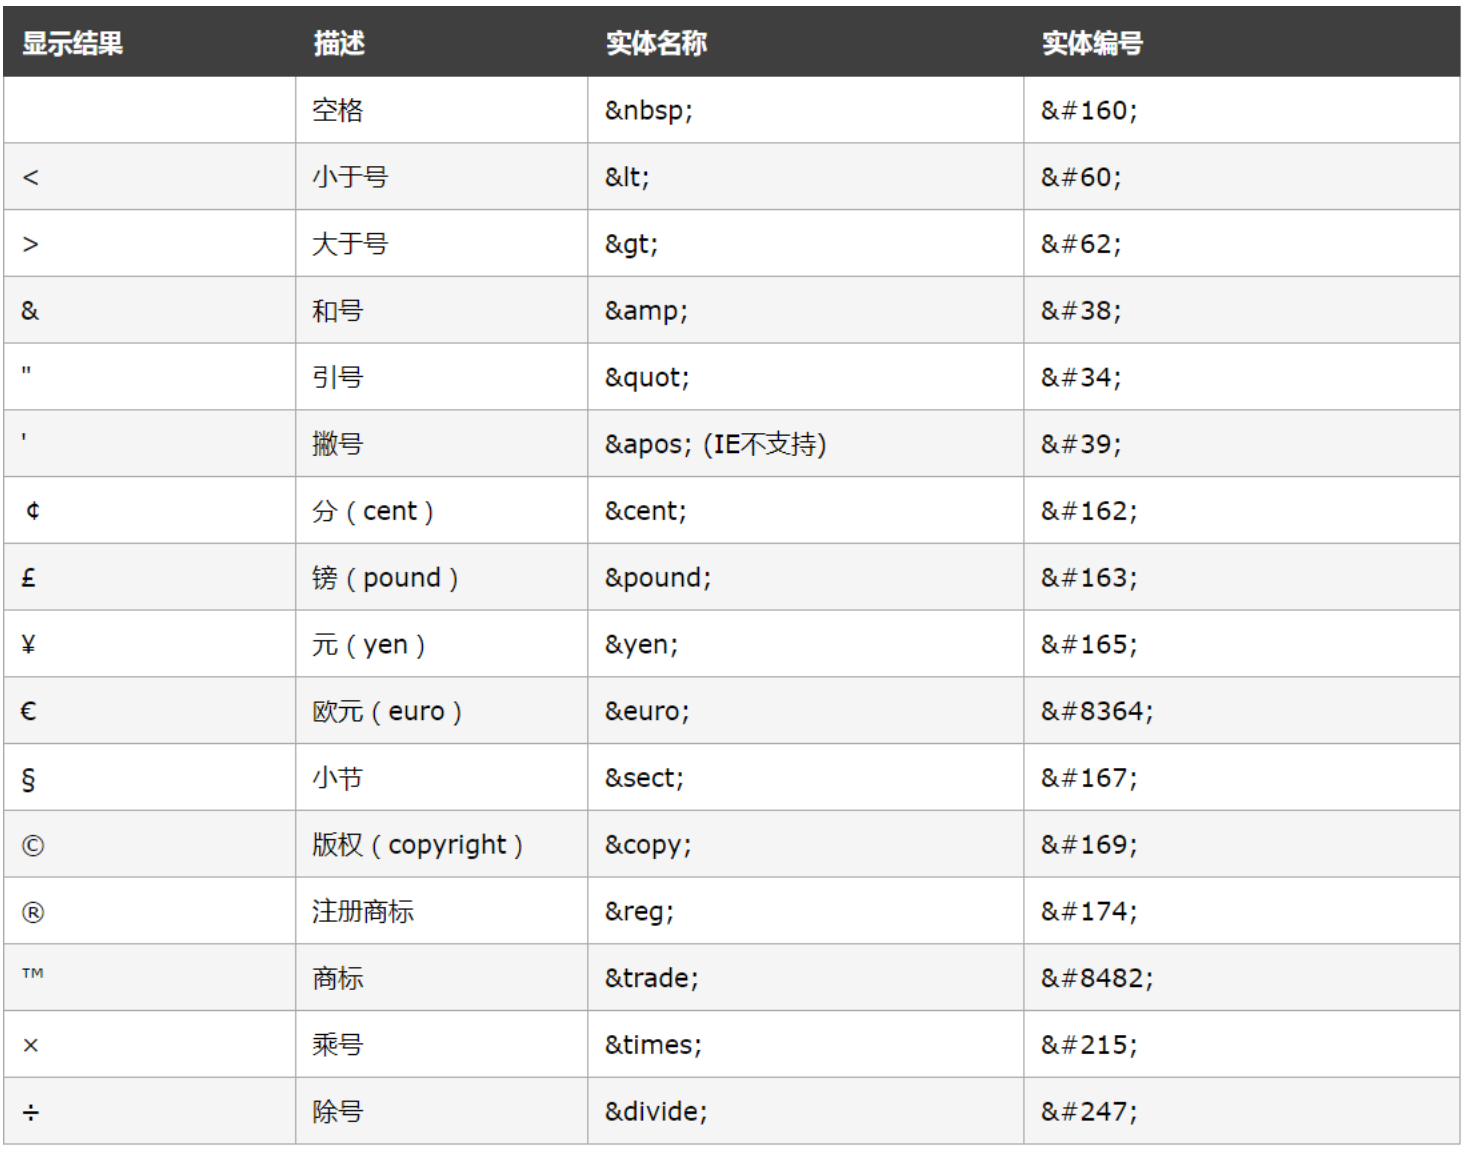 显示结果 描述 实体名称 实体编号
空格 &nbsp; &#160;
< 小于号 &lt; &#60;
> 大于号 &gt; &#62;
& 和号 &amp; &#38;
" 引号 &quot; &#34;
' 撇号 &apos; (IE不支持) &#39;
¢ 分（cent） &cent; &#162;
£ 镑（pound） &pound; &#163;
¥ 元（yen） &yen; &#165;
€ 欧元（euro） &euro; &#8364;
§ 小节 &sect; &#167;
© 版权（copyright） &copy; &#169;
® 注册商标 &reg; &#174;
™ 商标 &trade; &#8482;
× 乘号 &times; &#215;
÷ 除号 &divide; &#247;